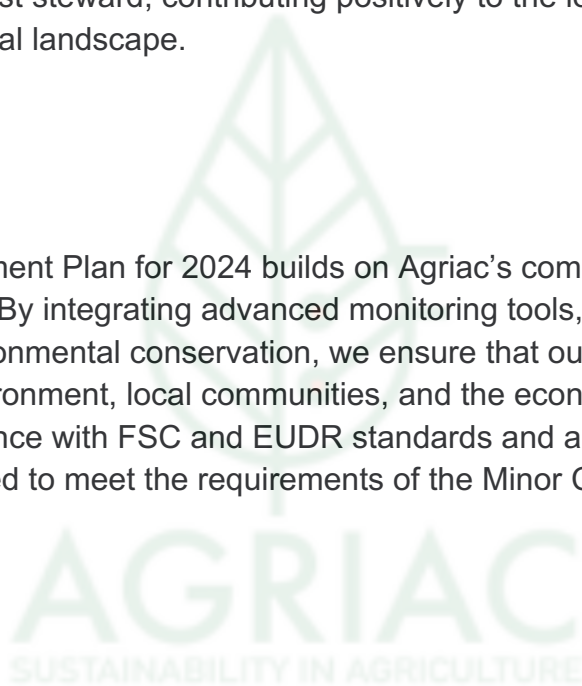 st steward, contributing positively to the lo
al landscape.
ment Plan for 2024 builds on Agriac’s com
By integrating advanced monitoring tools,
onmental conservation, we ensure that ou
ronment, local communities, and the econ
nce with FSC and EUDR standards and a
ed to meet the requirements of the Minor C
AGRIAC
SUSTAINABILITY IN AGRICULTURE